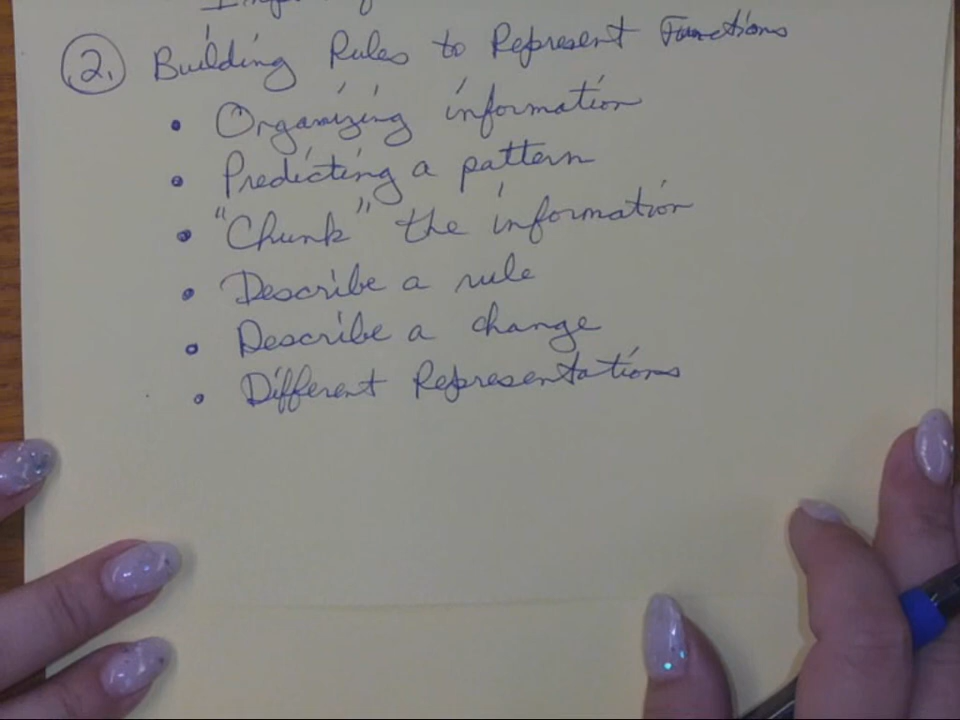 2. Building Rules to Represent Functions
• Organizing information
• Predicting a pattern
• "Chunk" the information
• Describe a rule
• Describe a change
• Different Representations